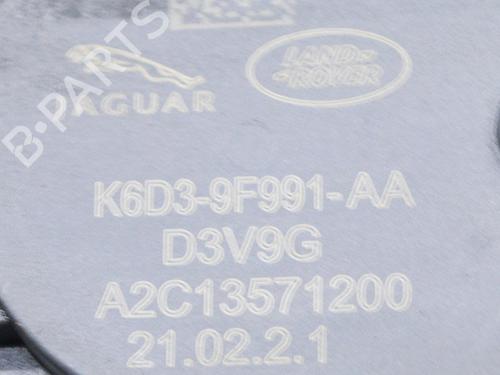 B-PARTS
JAGUAR
LAND-
-ROVER
K6D3-9F991-AA
D3V9G
A2C13571200
21.02.2.1